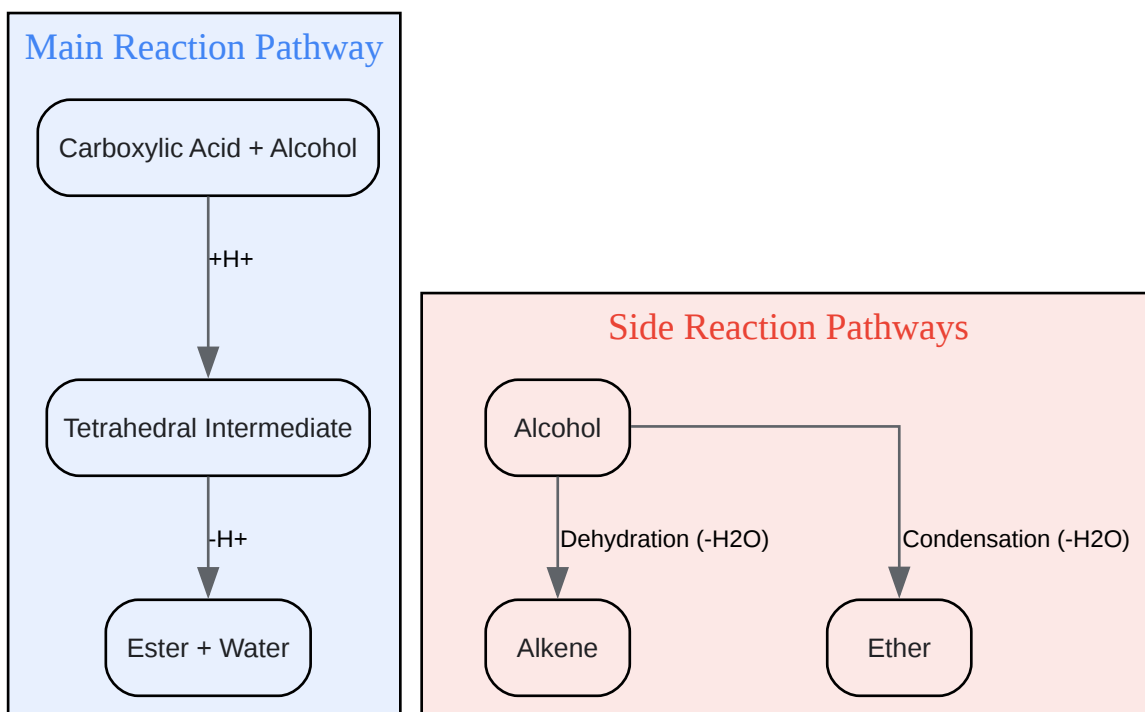 Main Reaction Pathway
Carboxylic Acid + Alcohol
+H+
Tetrahedral Intermediate
-H+
Ester + Water
Side Reaction Pathways
Alcohol
Dehydration (-H2O)
Condensation (-H2O)
Alkene
Ether